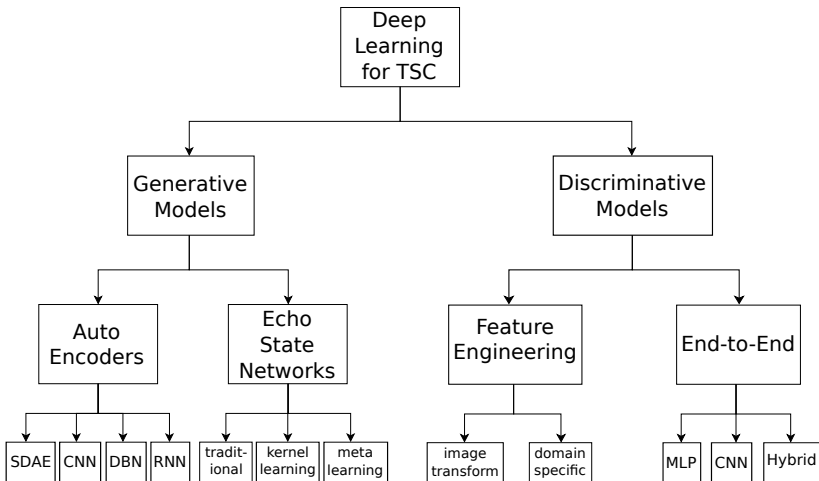 Deep
Learning
for TSC
Generative
Models
Discriminative
Models
Auto
Encoders
Echo
State
Networks
Feature
Engineering
End-to-End
SDAE
CNN
DBN
RNN
tradit-
ional
kernel
learning
meta
learning
image
transform
domain
specific
MLP
CNN
Hybrid